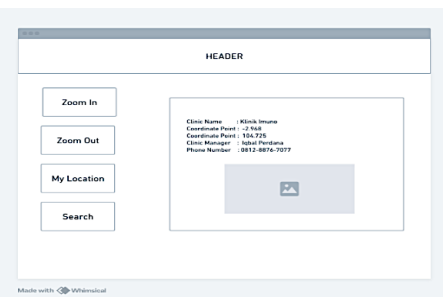 HEADER
Zoom In
Zoom Out
My Location
Search
Clinic Name : Klinik Imuno
Coordinate Point : -2.968
Coordinate Point : 104.725
Clinic Manager : Iqbal Perdana
Phone Number : 0812-8876-7077
Made with Whimsical